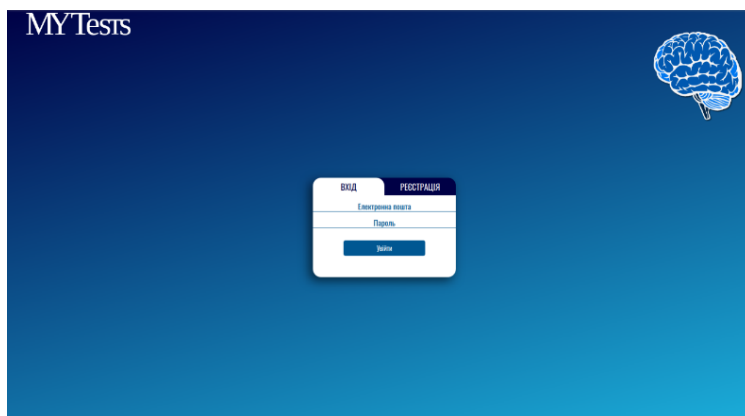 MYTests
ВХІД РЕЄСТРАЦІЯ
Електронна пошта
Пароль
Увійти